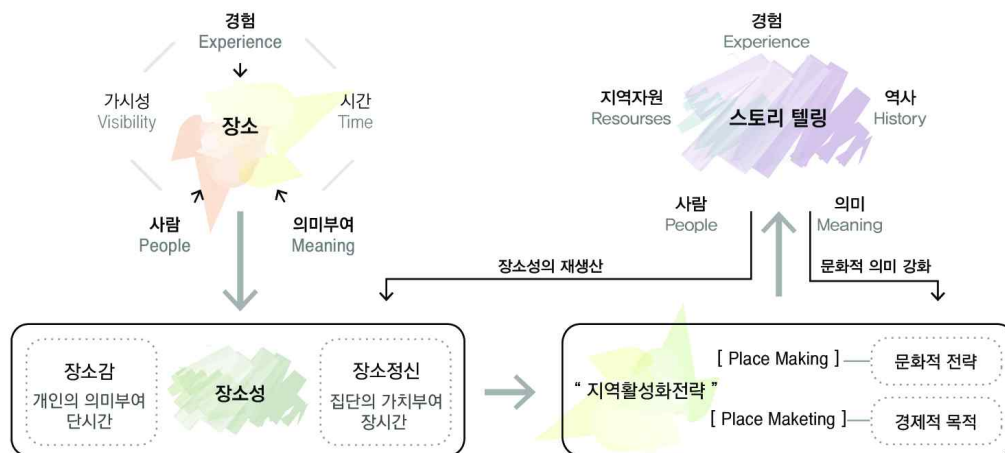 경험
Experience
가시성
Visibility
시간
Time
장소
사람
People
의미부여
Meaning
경험
Experience
지역자원
Resourses
역사
History
스토리 텔링
사람
People
의미
Meaning
장소성의 재생산
문화적 의미 강화
장소감
개인의 의미부여
단시간
장소성
장소정신
집단의 가치부여
장시간
“ 지역활성화전략 ”
[ Place Making ]
문화적 전략
[ Place Maketing ]
경제적 목적